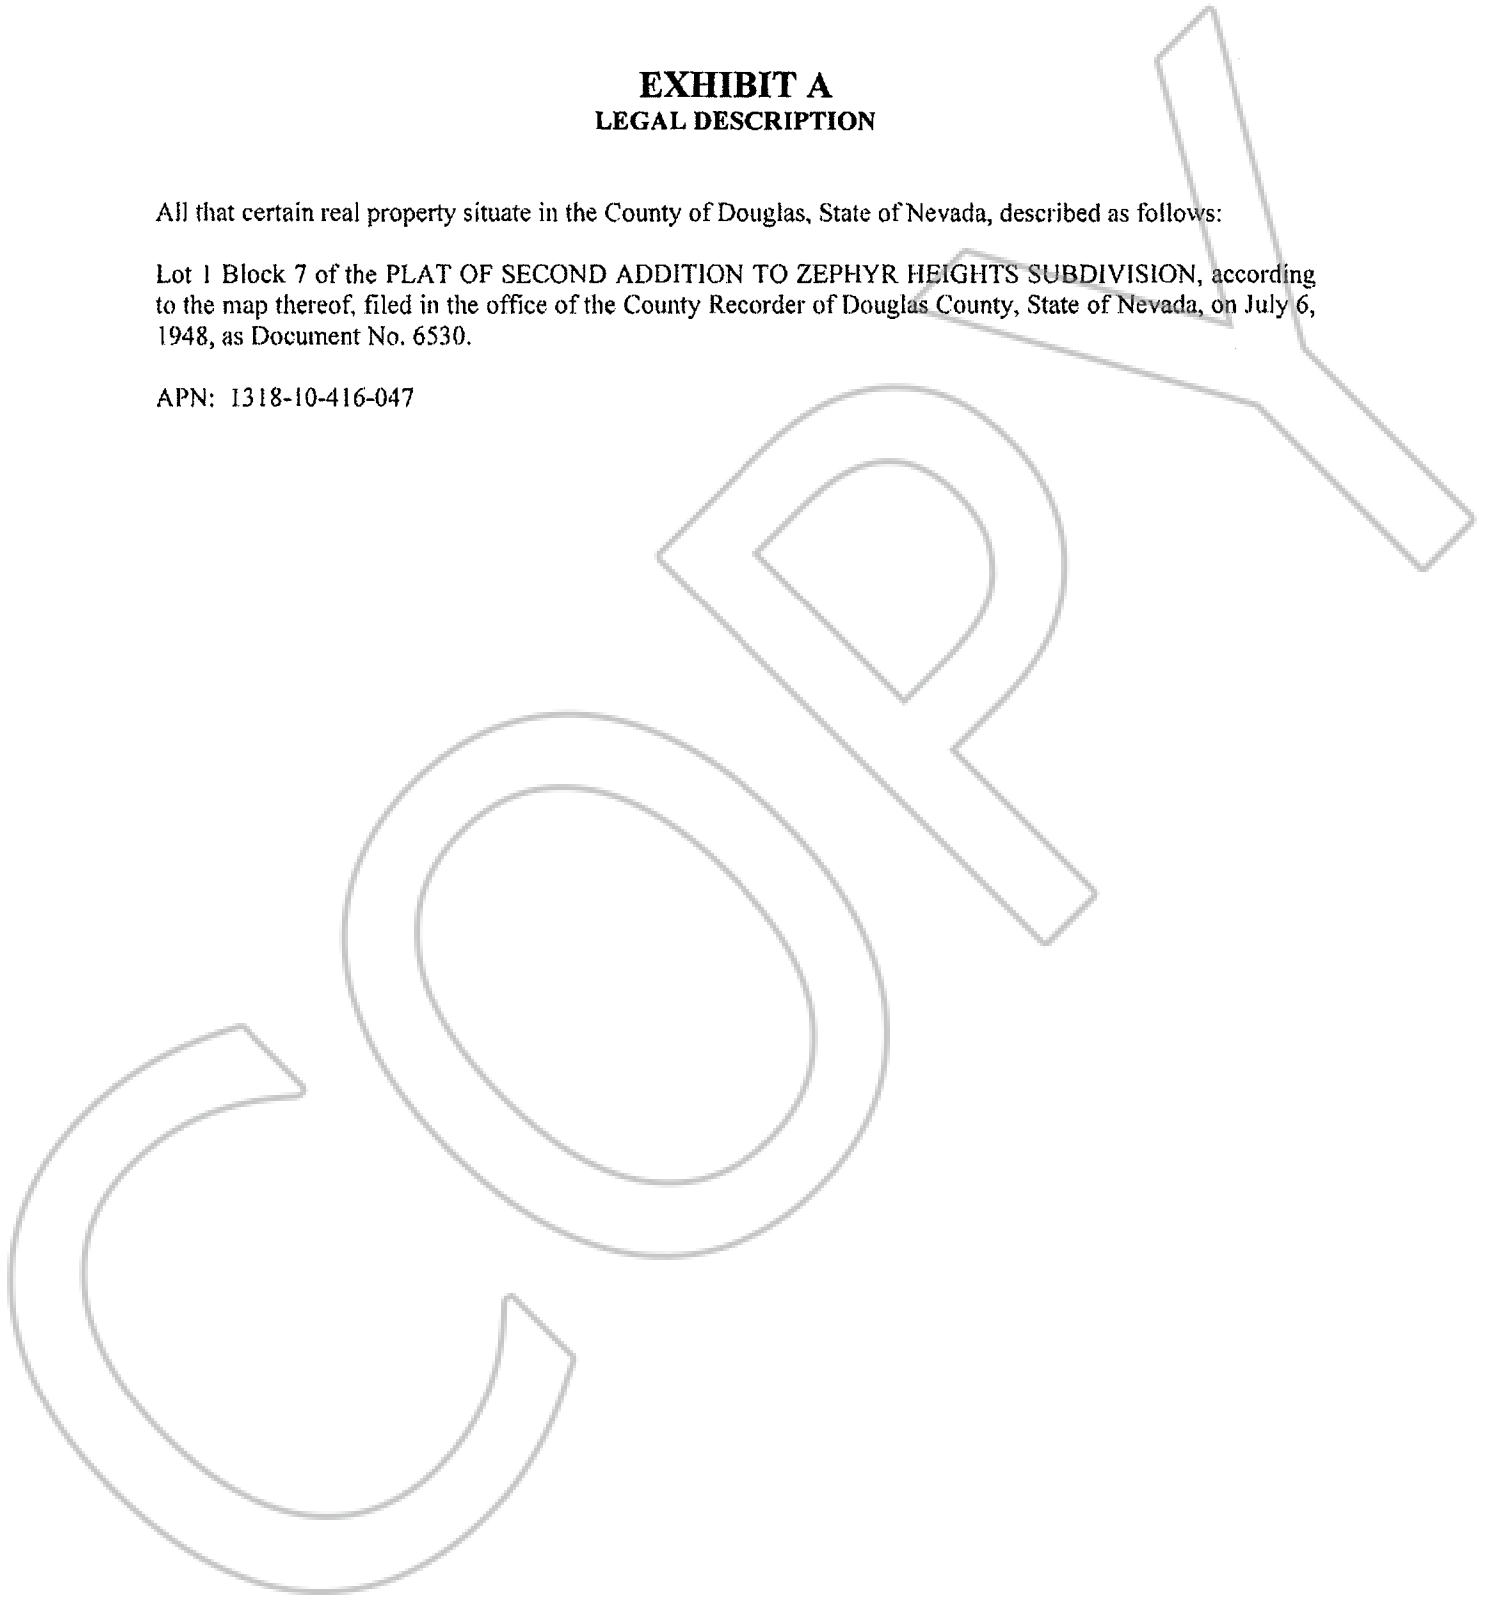 EXHIBIT A
LEGAL DESCRIPTION
All that certain real property situate in the County of Douglas, State of Nevada, described as follows:
Lot 1 Block 7 of the PLAT OF SECOND ADDITION TO ZEPHYR HEIGHTS SUBDIVISION, according
to the map thereof, filed in the office of the County Recorder of Douglas County, State of Nevada, on July 6,
1948, as Document No. 6530.
APN: 1318-10-416-047
COPY